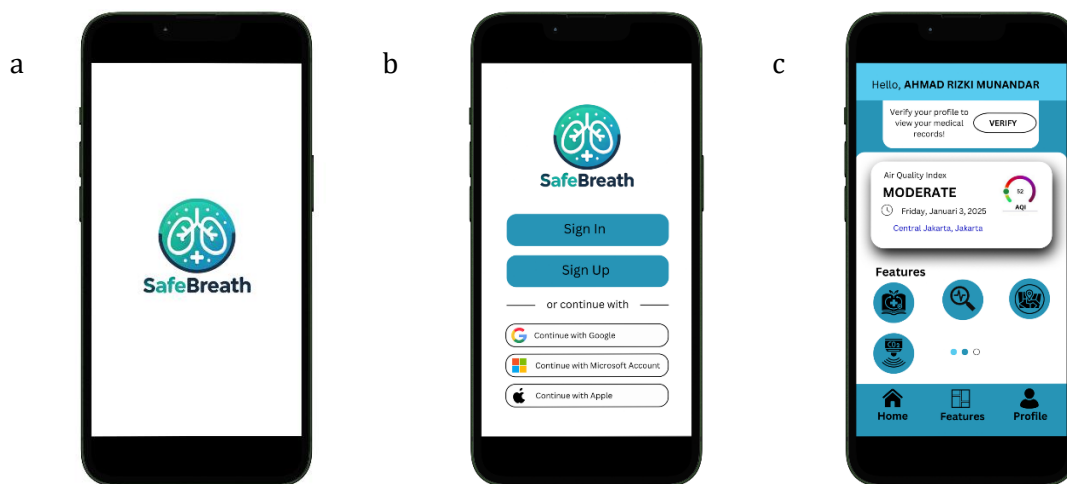 a
SafeBreath
b
SafeBreath
Sign In
Sign Up
or continue with
Continue with Google
Continue with Microsoft Account
Continue with Apple
c
Hello, AHMAD RIZKI MUNANDAR
Verify your profile to
view your medical
records!
VERIFY
Air Quality Index
MODERATE
Friday, Januari 3, 2025
Central Jakarta, Jakarta
52
AQI
Features
CO₂
Home
Features
Profile